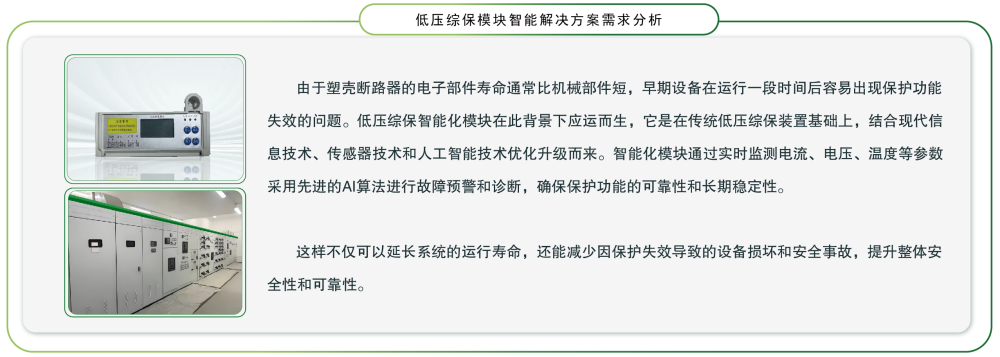 低压综保模块智能解决方案需求分析
由于塑壳断路器的电子部件寿命通常比机械部件短，早期设备在运行一段时间后容易出现保护功能
失效的问题。低压综保智能化模块在此背景下应运而生，它是在传统低压综保装置基础上，结合现代信
息技术、传感器技术和人工智能技术优化升级而来。智能化模块通过实时监测电流、电压、温度等参数
采用先进的AI算法进行故障预警和诊断，确保保护功能的可靠性和长期稳定性。
这样不仅可以延长系统的运行寿命，还能减少因保护失效导致的设备损坏和安全事故，提升整体安
全性和可靠性。